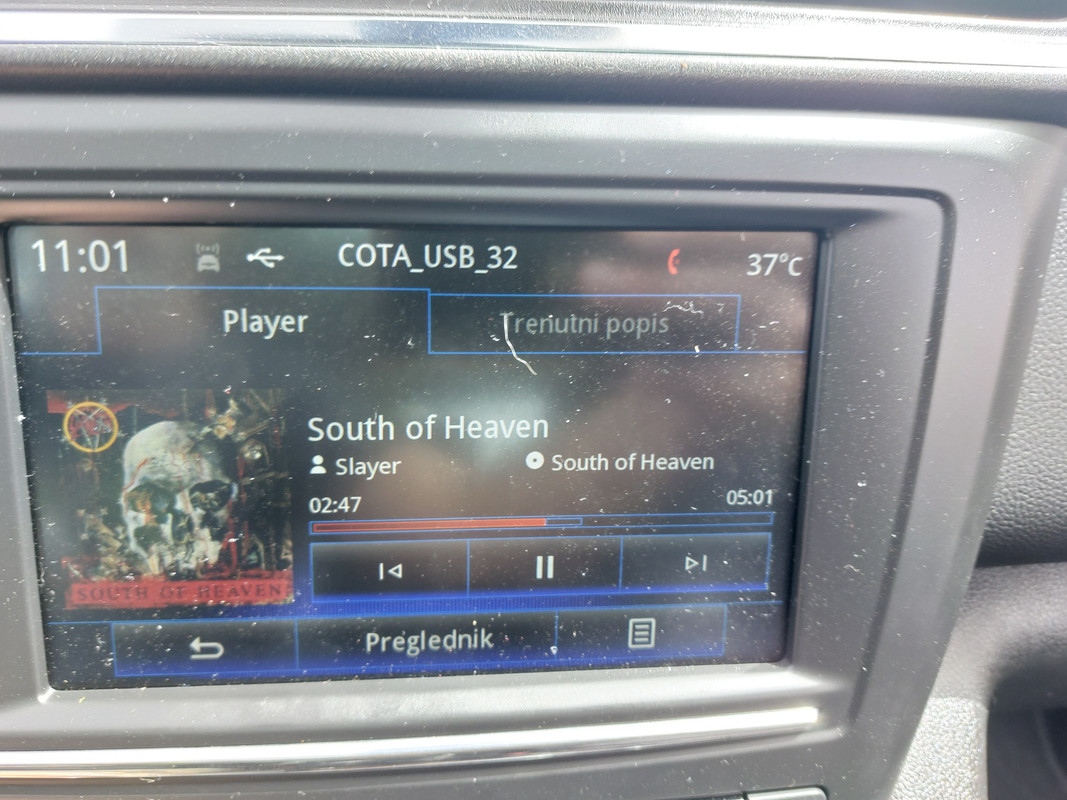 11:01 COTA_USB_32 37°C
Player Trenutni popis
South of Heaven
Slayer South of Heaven
02:47 05:01
SOUTH OF HEAVEN
Preglednik